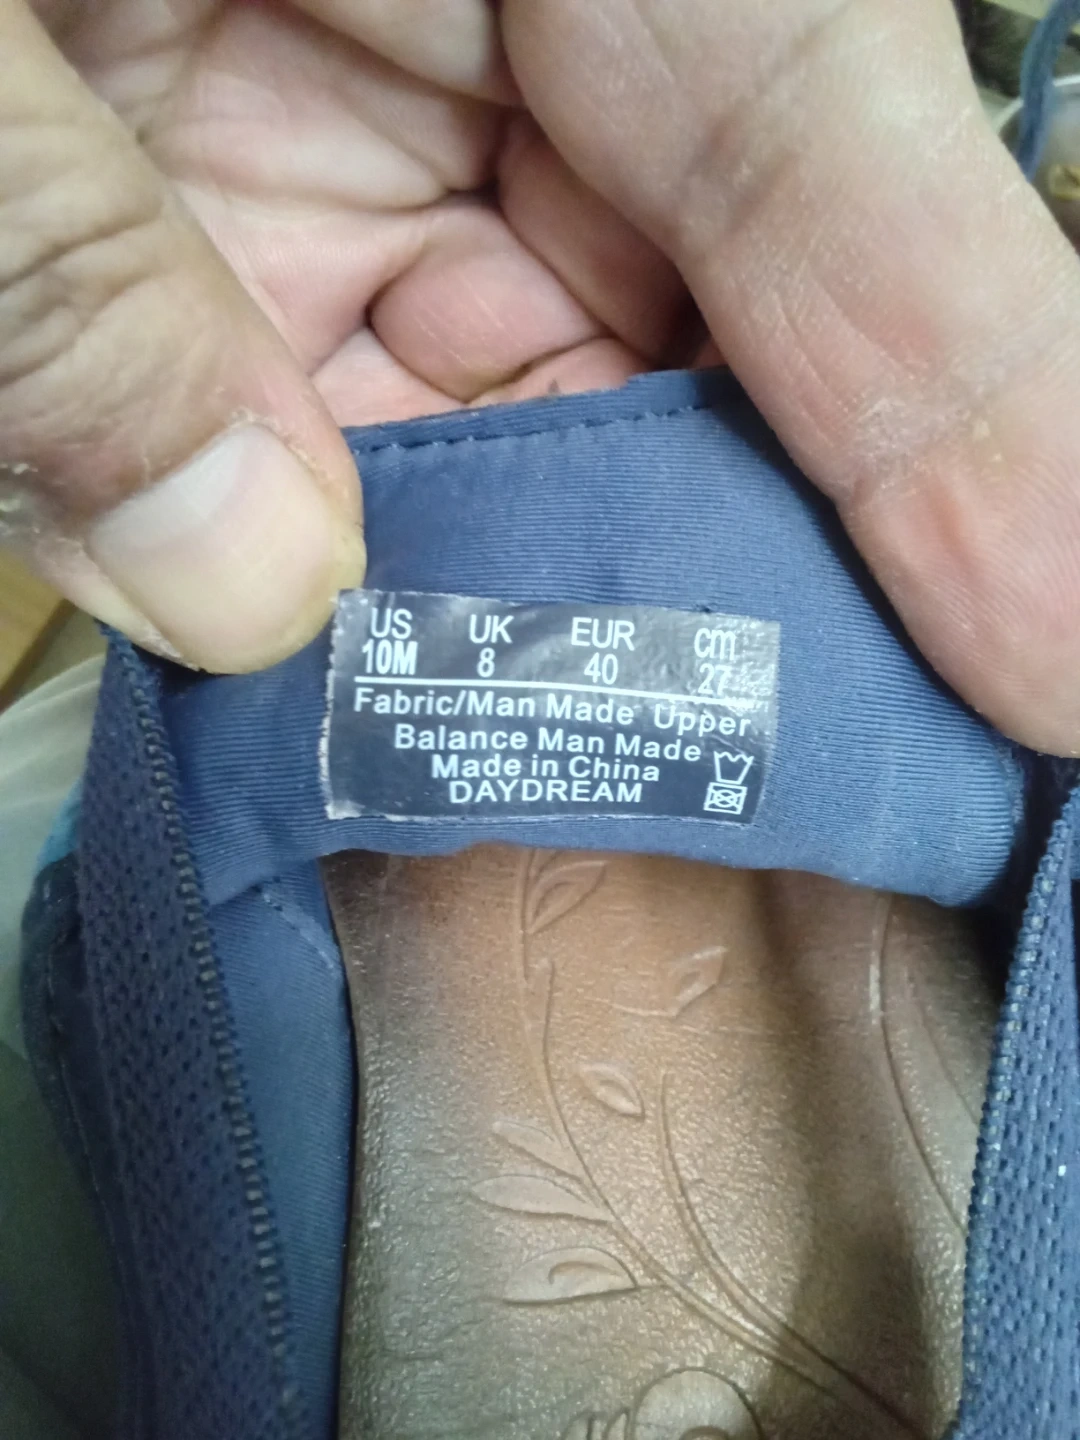 US UK EUR cm
10M 8 40 27
Fabric/Man Made Upper
Balance Man Made
Made in China
DAYDREAM